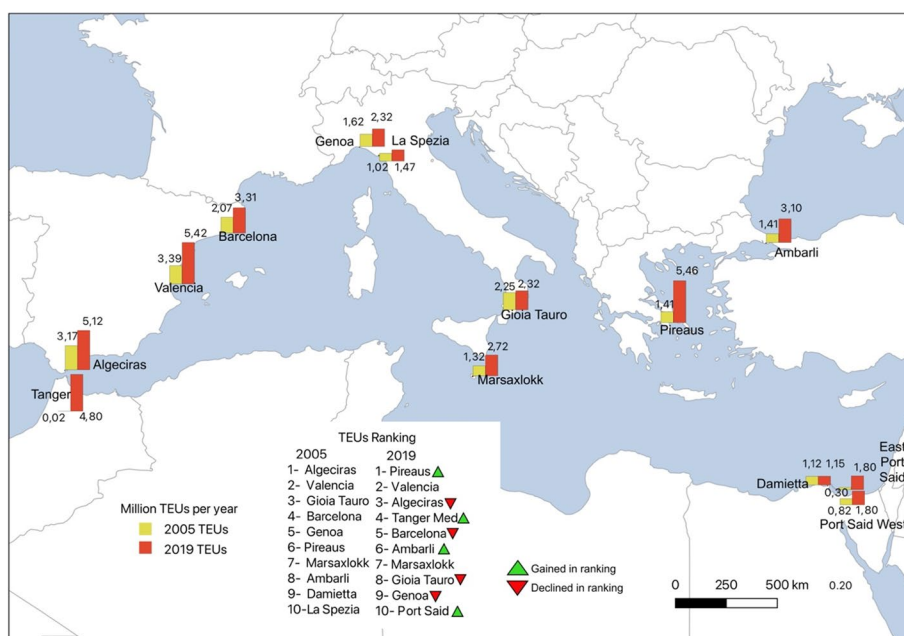 1,62 2,32
Genoa La Spezia
1,02 1,47
2,07 3,31
Barcelona
3,39 5,42
Valencia
3,17 5,12
Algeciras
Tanger
0,02 4,80
2,25 2,32
Gioia Tauro
1,32 2,72
Marsaxlokk
1,41 5,46
Pireaus
1,41 3,10
Ambarli
1,12 1,15
Damietta
East
Port
Said
0,30 1,80
0,82 1,80
Port Said West
Million TEUs per year
2005 TEUs
2019 TEUs
TEUs Ranking
2005 2019
1- Algeciras 1- Pireaus
2- Valencia 2- Valencia
3- Gioia Tauro 3- Algeciras
4- Barcelona 4- Tanger Med
5- Genoa 5- Barcelona
6- Pireaus 6- Ambarli
7- Marsaxlokk 7- Marsaxlokk
8- Ambarli 8- Gioia Tauro
9- Damietta 9- Genoa
10-La Spezia 10- Port Said
Gained in ranking
Declined in ranking
0 250 500 km
0.20